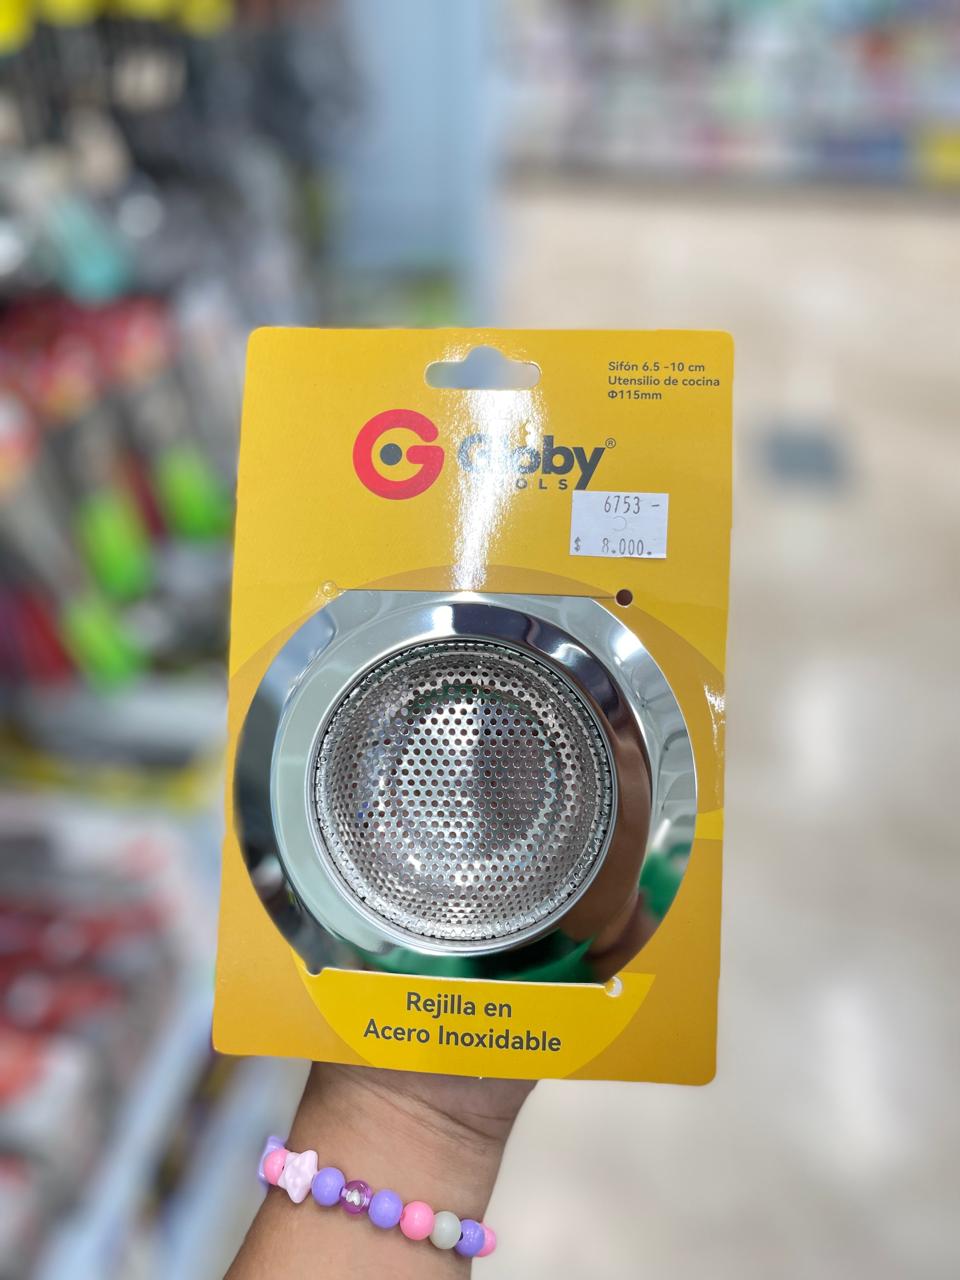 Sifón 6.5 -10 cm
Utensilio de cocina
Φ115mm
6753 -
$ 8.000.
Rejilla en
Acero Inoxidable